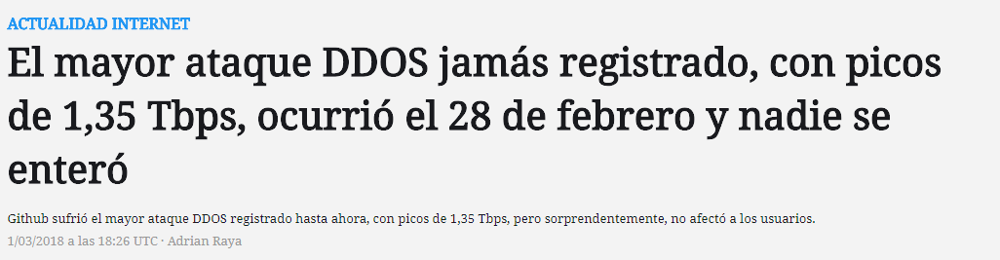 ACTUALIDAD INTERNET
El mayor ataque DDOS jamás registrado, con picos
de 1,35 Tbps, ocurrió el 28 de febrero y nadie se
enteró
Github sufrió el mayor ataque DDOS registrado hasta ahora, con picos de 1,35 Tbps, pero sorprendentemente, no afectó a los usuarios.
1/03/2018 a las 18:26 UTC · Adrian Raya